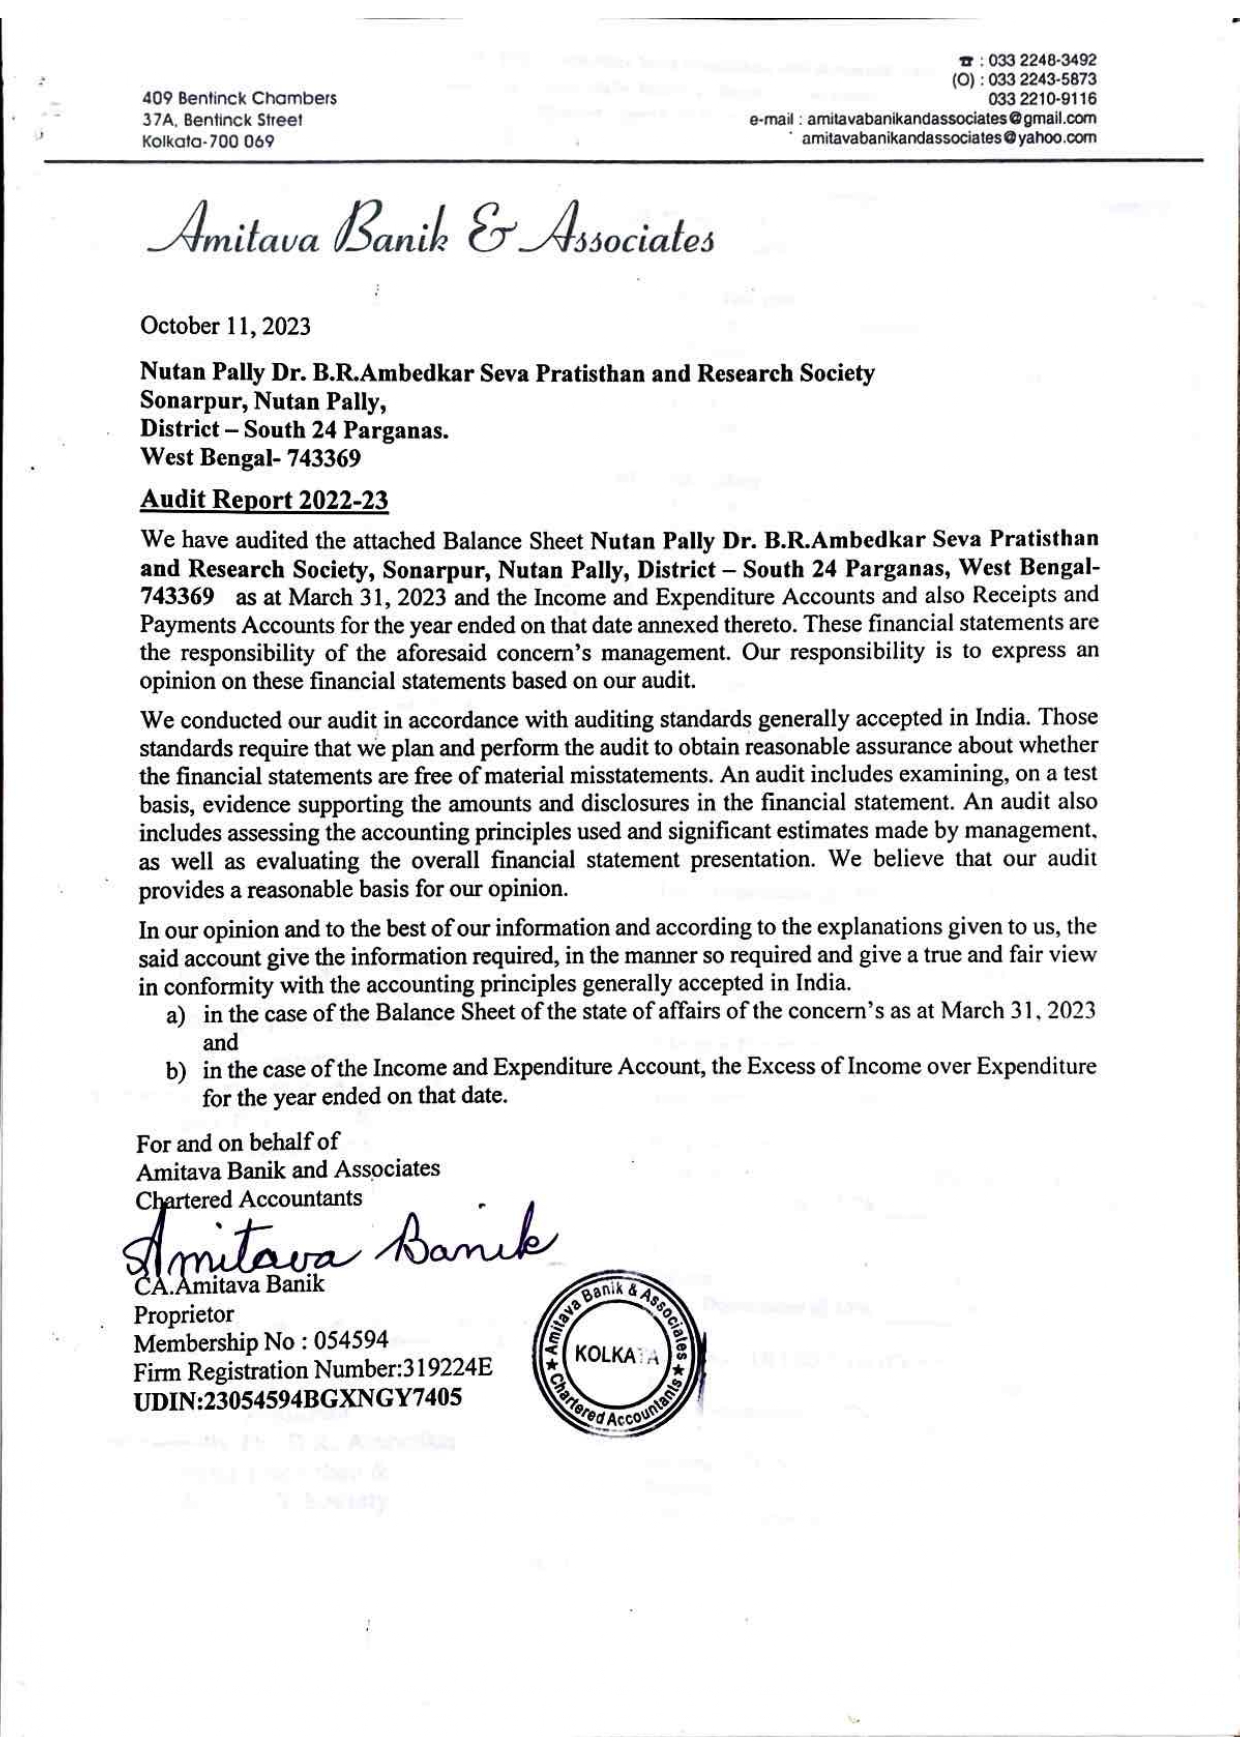 409 Bentinck Chambers
37A, Bentinck Street
Kolkata-700 069
☎ : 033 2248-3492
(O) : 033 2243-5873
033 2210-9116
e-mail : amitavabanikandassociates@gmail.com
amitavabanikandassociates@yahoo.com
Amitava Banik & Associates
October 11, 2023
Nutan Pally Dr. B.R.Ambedkar Seva Pratisthan and Research Society
Sonarpur, Nutan Pally,
District – South 24 Parganas.
West Bengal- 743369
Audit Report 2022-23
We have audited the attached Balance Sheet Nutan Pally Dr. B.R.Ambedkar Seva Pratisthan
and Research Society, Sonarpur, Nutan Pally, District – South 24 Parganas, West Bengal-
743369 as at March 31, 2023 and the Income and Expenditure Accounts and also Receipts and
Payments Accounts for the year ended on that date annexed thereto. These financial statements are
the responsibility of the aforesaid concern's management. Our responsibility is to express an
opinion on these financial statements based on our audit.
We conducted our audit in accordance with auditing standards generally accepted in India. Those
standards require that we plan and perform the audit to obtain reasonable assurance about whether
the financial statements are free of material misstatements. An audit includes examining, on a test
basis, evidence supporting the amounts and disclosures in the financial statement. An audit also
includes assessing the accounting principles used and significant estimates made by management,
as well as evaluating the overall financial statement presentation. We believe that our audit
provides a reasonable basis for our opinion.
In our opinion and to the best of our information and according to the explanations given to us, the
said account give the information required, in the manner so required and give a true and fair view
in conformity with the accounting principles generally accepted in India.
a) in the case of the Balance Sheet of the state of affairs of the concern's as at March 31, 2023
and
b) in the case of the Income and Expenditure Account, the Excess of Income over Expenditure
for the year ended on that date.
For and on behalf of
Amitava Banik and Associates
Chartered Accountants
Amitava Banik
CA.Amitava Banik
Proprietor
Membership No : 054594
Firm Registration Number:319224E
UDIN:23054594BGXNGY7405
Amitava Banik & Associates
KOLKATA
★ Chartered Accountants ★